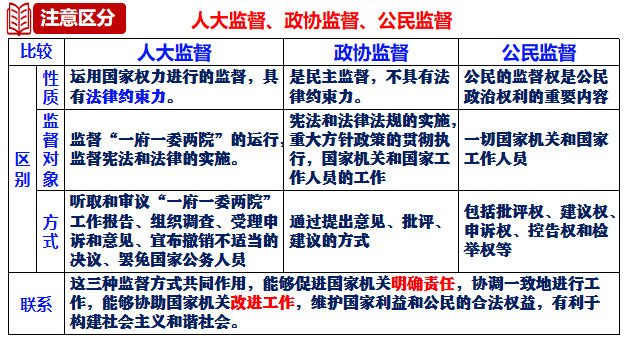 注意区分
人大监督、政协监督、公民监督
比较
人大监督
政协监督
公民监督
区别
性质
运用国家权力进行的监督，具
有法律约束力。
是民主监督，不具有法
律约束力。
公民的监督权是公民
政治权利的重要内容
监督对象
监督“一府一委两院”的运行，
监督宪法和法律的实施。
宪法和法律法规的实施，
重大方针政策的贯彻执
行，国家机关和国家工
作人员的工作
一切国家机关和国家
工作人员
方式
听取和审议“一府一委两院”
工作报告、组织调查、受理申
诉和意见、宣布撤销不适当的
决议、罢免国家公务人员
通过提出意见、批评、
建议的方式
包括批评权、建议权、
申诉权、控告权和检
举权等
联系
这三种监督方式共同作用，能够促进国家机关明确责任，协调一致地进行工
作，能够协助国家机关改进工作，维护国家利益和公民的合法权益，有利于
构建社会主义和谐社会。